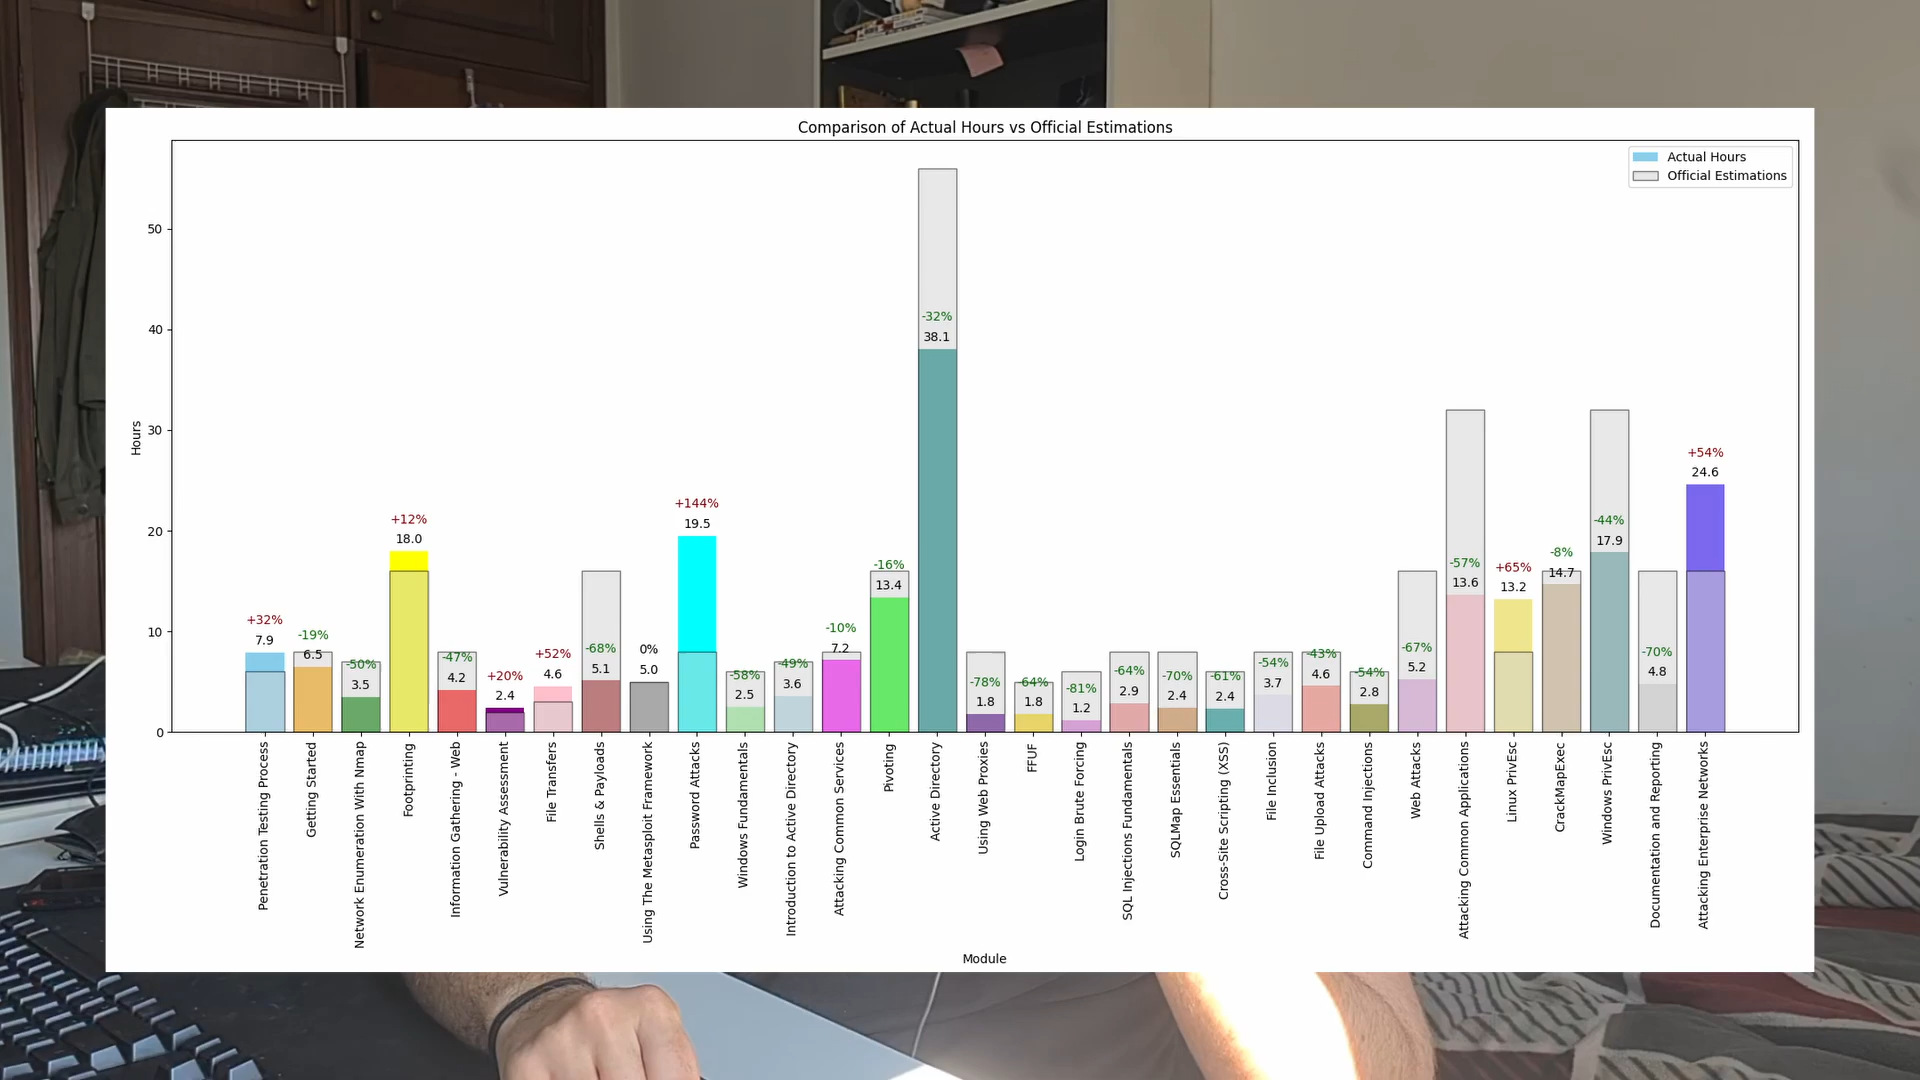 Comparison of Actual Hours vs Official Estimations
Actual Hours
Official Estimations
Hours
50
40
30
20
10
0
+32%
7.9
-19%
6.5
-50%
3.5
+12%
18.0
-47%
4.2
+20%
2.4
+52%
4.6
-68%
5.1
0%
5.0
+144%
19.5
-58%
2.5
-49%
3.6
-10%
7.2
-16%
13.4
-32%
38.1
-78%
1.8
-64%
1.8
-81%
1.2
-64%
2.9
-70%
2.4
-61%
2.4
-54%
3.7
-43%
4.6
-54%
2.8
-67%
5.2
-57%
13.6
+65%
13.2
-8%
14.7
-44%
17.9
-70%
4.8
+54%
24.6
Penetration Testing Process
Getting Started
Network Enumeration With Nmap
Footprinting
Information Gathering - Web
Vulnerability Assessment
File Transfers
Shells & Payloads
Using The Metasploit Framework
Password Attacks
Windows Fundamentals
Introduction to Active Directory
Attacking Common Services
Pivoting
Active Directory
Using Web Proxies
FFUF
Login Brute Forcing
SQL Injections Fundamentals
SQLMap Essentials
Cross-Site Scripting (XSS)
File Inclusion
File Upload Attacks
Command Injections
Web Attacks
Attacking Common Applications
Linux PrivEsc
CrackMapExec
Windows PrivEsc
Documentation and Reporting
Attacking Enterprise Networks
Module